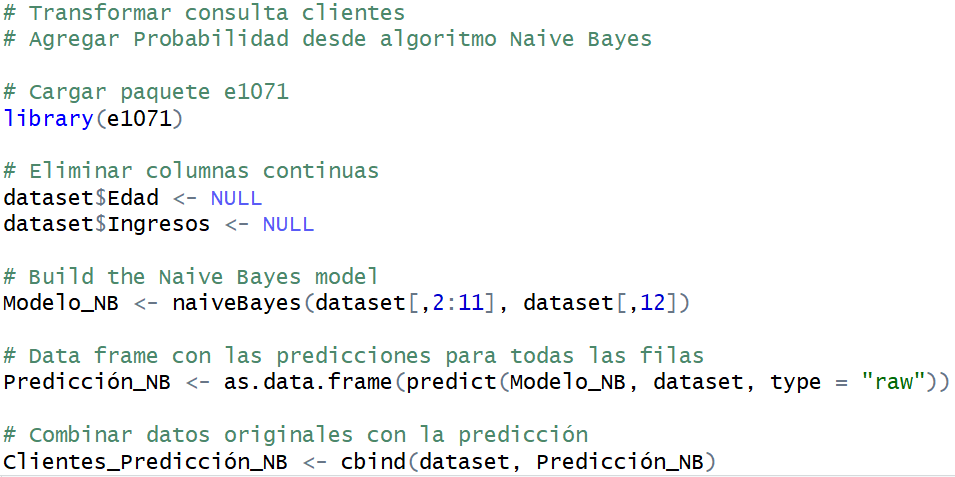 # Transformar consulta clientes
# Agregar Probabilidad desde algoritmo Naive Bayes
# Cargar paquete e1071
library(e1071)
# Eliminar columnas continuas
dataset$Edad <- NULL
dataset$Ingresos <- NULL
# Build the Naive Bayes model
Modelo_NB <- naiveBayes(dataset[,2:11], dataset[,12])
# Data frame con las predicciones para todas las filas
Predicción_NB <- as.data.frame(predict(Modelo_NB, dataset, type = "raw"))
# Combinar datos originales con la predicción
Clientes_Predicción_NB <- cbind(dataset, Predicción_NB)